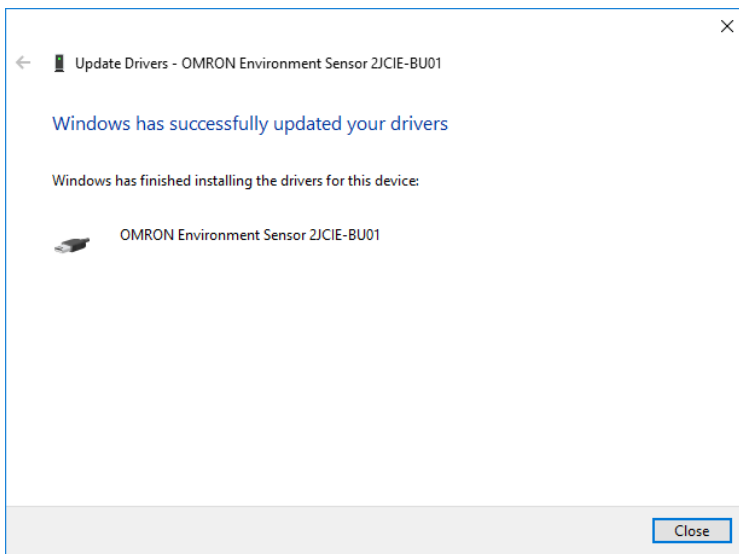 Update Drivers - OMRON Environment Sensor 2JCIE-BU01
Windows has successfully updated your drivers
Windows has finished installing the drivers for this device:
OMRON Environment Sensor 2JCIE-BU01
Close